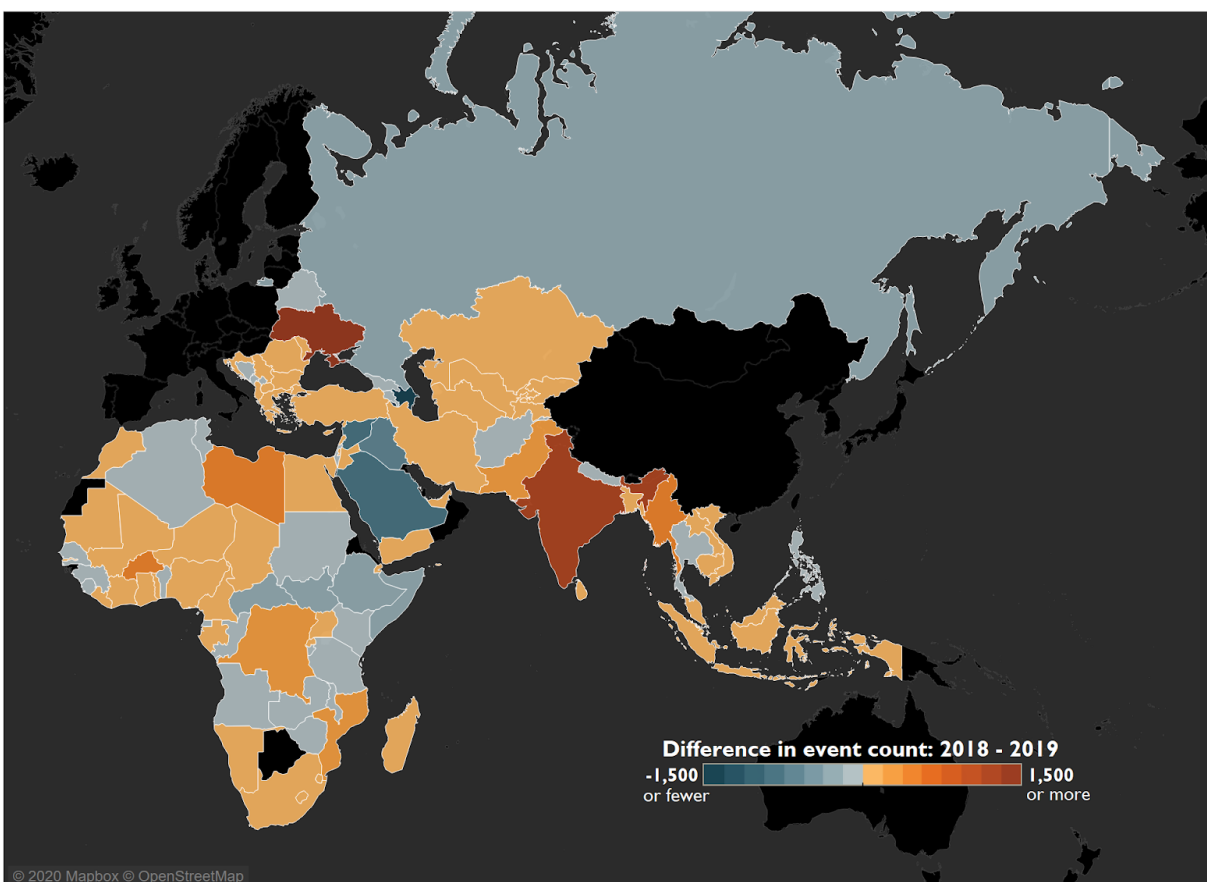 Difference in event count: 2018 - 2019
-1,500
or fewer
1,500
or more
© 2020 Mapbox © OpenStreetMap